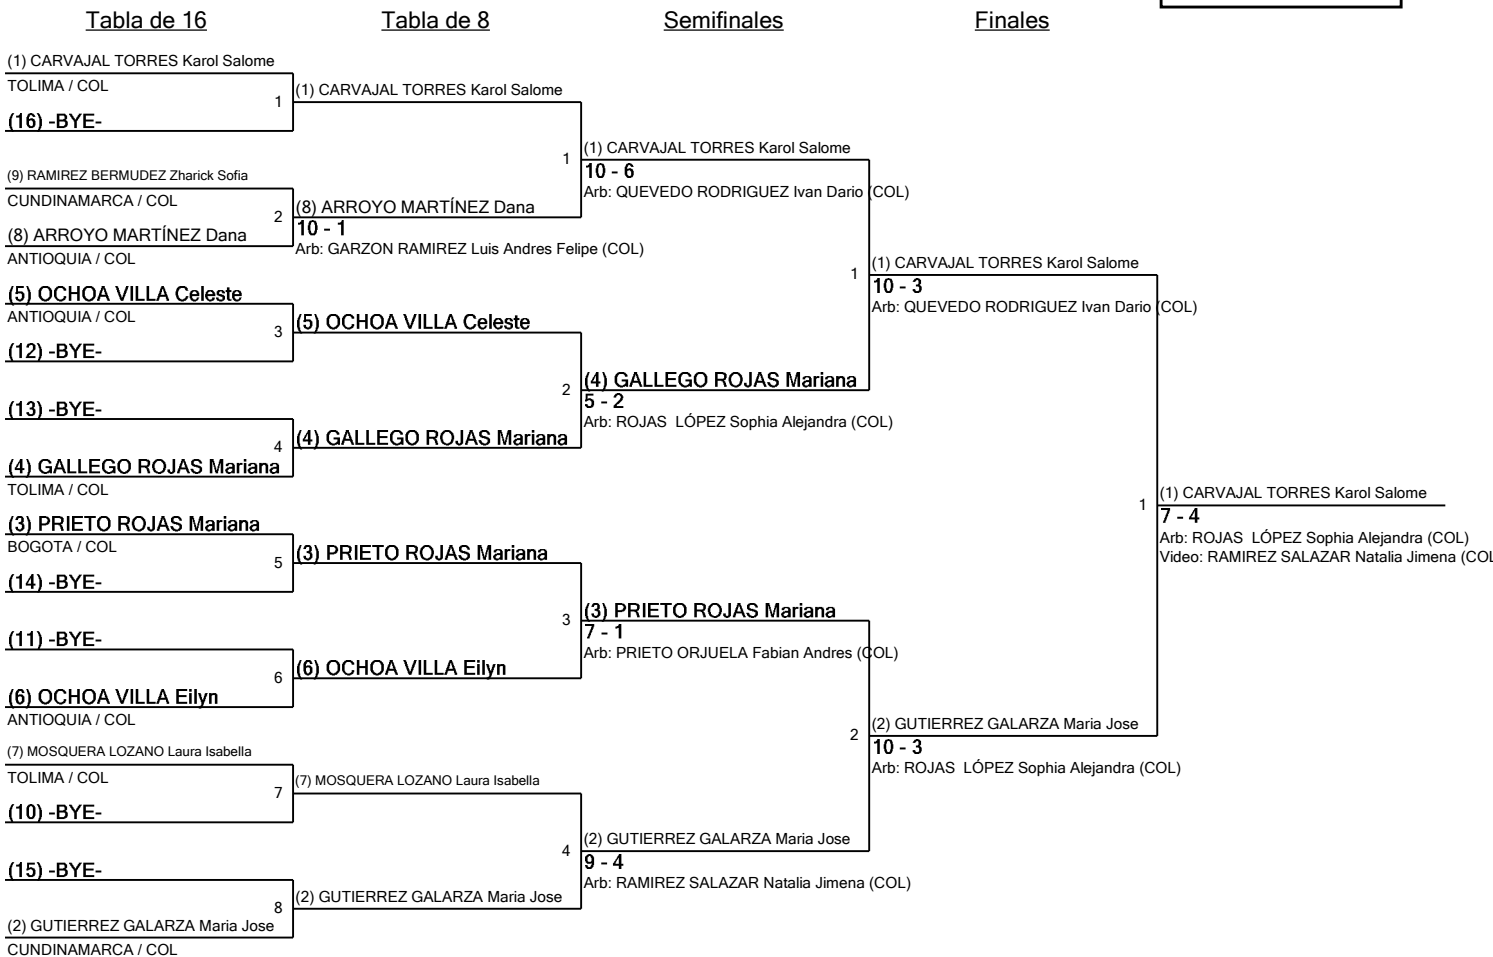 Tabla de 16
Tabla de 8
Semifinales
Finales
(1) CARVAJAL TORRES Karol Salome
TOLIMA / COL
1
(16) -BYE-
(9) RAMIREZ BERMUDEZ Zharick Sofia
CUNDINAMARCA / COL
2
(8) ARROYO MARTÍNEZ Dana
ANTIOQUIA / COL
(5) OCHOA VILLA Celeste
ANTIOQUIA / COL
3
(12) -BYE-
(13) -BYE-
4
(4) GALLEGO ROJAS Mariana
TOLIMA / COL
(3) PRIETO ROJAS Mariana
BOGOTA / COL
5
(14) -BYE-
(11) -BYE-
6
(6) OCHOA VILLA Eilyn
ANTIOQUIA / COL
(7) MOSQUERA LOZANO Laura Isabella
TOLIMA / COL
7
(10) -BYE-
(15) -BYE-
8
(2) GUTIERREZ GALARZA Maria Jose
CUNDINAMARCA / COL
(1) CARVAJAL TORRES Karol Salome
1
(8) ARROYO MARTÍNEZ Dana
10 - 1
Arb: GARZON RAMIREZ Luis Andres Felipe (COL)
(5) OCHOA VILLA Celeste
2
(4) GALLEGO ROJAS Mariana
(3) PRIETO ROJAS Mariana
3
(6) OCHOA VILLA Eilyn
(7) MOSQUERA LOZANO Laura Isabella
4
(2) GUTIERREZ GALARZA Maria Jose
(1) CARVAJAL TORRES Karol Salome
10 - 6
Arb: QUEVEDO RODRIGUEZ Ivan Dario (COL)
1
(4) GALLEGO ROJAS Mariana
5 - 2
Arb: ROJAS  LÓPEZ Sophia Alejandra (COL)
(3) PRIETO ROJAS Mariana
7 - 1
Arb: PRIETO ORJUELA Fabian Andres (COL)
2
(2) GUTIERREZ GALARZA Maria Jose
9 - 4
Arb: RAMIREZ SALAZAR Natalia Jimena (COL)
(1) CARVAJAL TORRES Karol Salome
10 - 3
Arb: QUEVEDO RODRIGUEZ Ivan Dario (COL)
1
(2) GUTIERREZ GALARZA Maria Jose
10 - 3
Arb: ROJAS  LÓPEZ Sophia Alejandra (COL)
(1) CARVAJAL TORRES Karol Salome
7 - 4
Arb: ROJAS  LÓPEZ Sophia Alejandra (COL)
Video: RAMIREZ SALAZAR Natalia Jimena (COL